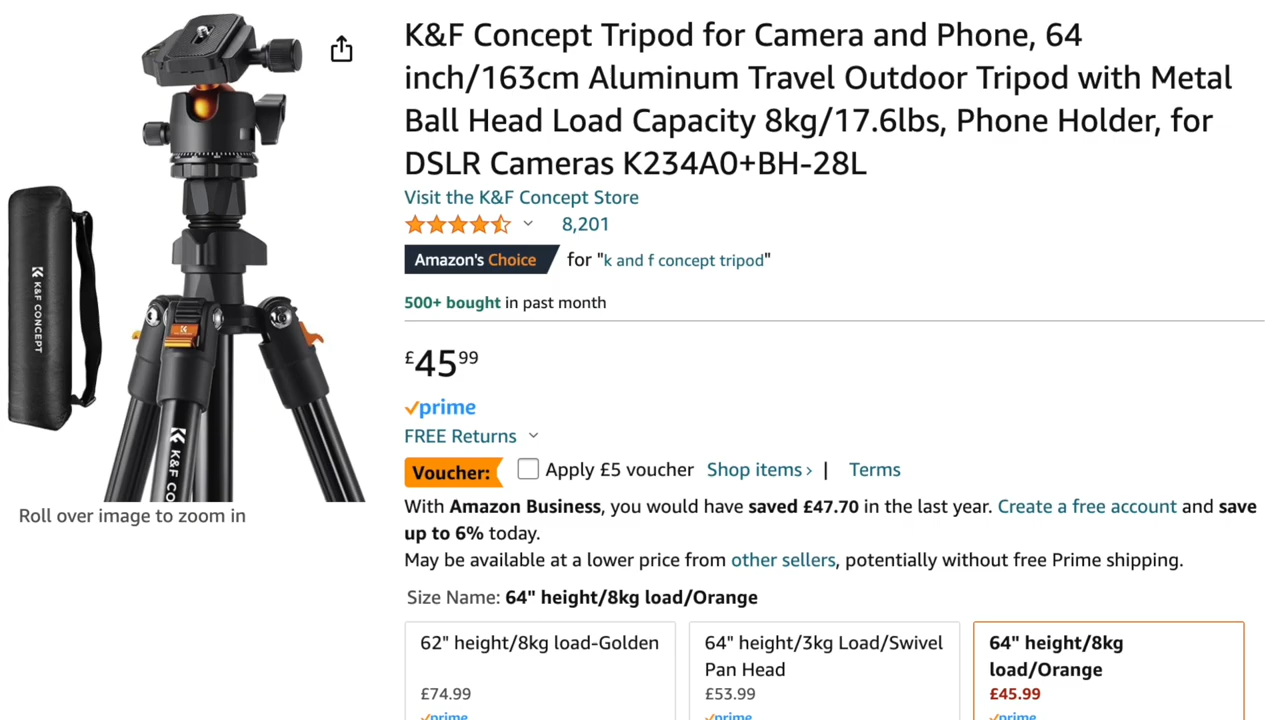 K&F Concept Tripod for Camera and Phone, 64
inch/163cm Aluminum Travel Outdoor Tripod with Metal
Ball Head Load Capacity 8kg/17.6lbs, Phone Holder, for
DSLR Cameras K234A0+BH-28L
Visit the K&F Concept Store
8,201
Amazon's Choice for "k and f concept tripod"
500+ bought in past month
£45.99
prime
FREE Returns
Voucher: Apply £5 voucher Shop items › | Terms
With Amazon Business, you would have saved £47.70 in the last year. Create a free account and save
up to 6% today.
May be available at a lower price from other sellers, potentially without free Prime shipping.
Size Name: 64" height/8kg load/Orange
62" height/8kg load-Golden
£74.99
prime
64" height/3kg Load/Swivel
Pan Head
£53.99
prime
64" height/8kg
load/Orange
£45.99
prime
K&F CONCEPT
K&F CO
Roll over image to zoom in